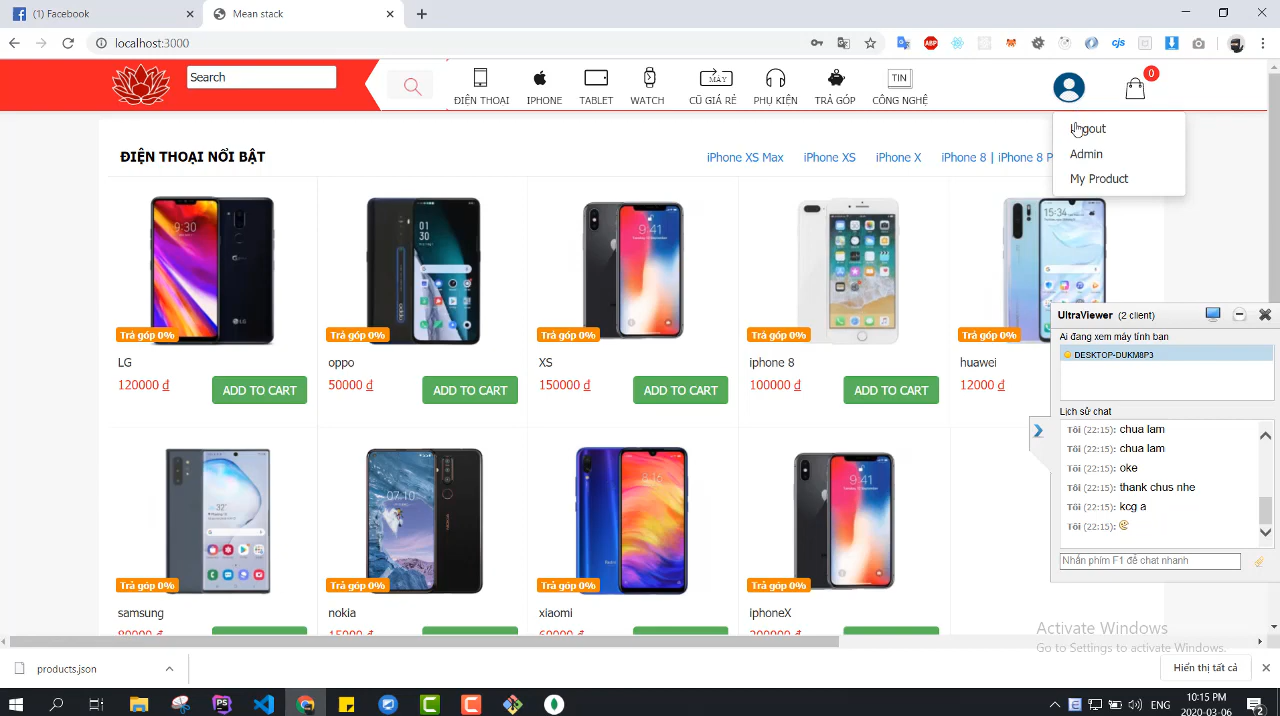 (1) Facebook
Mean stack
localhost:3000
ABP
cjs
Search
MÁY
TIN
0
ĐIỆN THOẠI
IPHONE
TABLET
WATCH
CŨ GIÁ RẺ
PHỤ KIỆN
TRẢ GÓP
CÔNG NGHỆ
Logout
Admin
My Product
ĐIỆN THOẠI NỔI BẬT
iPhone XS Max
iPhone XS
iPhone X
iPhone 8 | iPhone 8 P
Trả góp 0%
Trả góp 0%
Trả góp 0%
Trả góp 0%
Trả góp 0%
LG
oppo
XS
iphone 8
huawei
120000 ₫
ADD TO CART
50000 ₫
ADD TO CART
150000 ₫
ADD TO CART
100000 ₫
ADD TO CART
12000 ₫
Trả góp 0%
Trả góp 0%
Trả góp 0%
Trả góp 0%
samsung
nokia
xiaomi
iphoneX
UltraViewer (2 client)
Ai đang xem máy tính bạn
DESKTOP-DUKM8P3
Lịch sử chat
Tôi (22:15): chua lam
Tôi (22:15): chua lam
Tôi (22:15): oke
Tôi (22:15): thank chus nhe
Tôi (22:15): kcg a
Tôi (22:15):
Nhấn phím F1 để chat nhanh
Activate Windows
Go to Settings to activate Windows.
products.json
Hiển thị tất cả
PS
ENG
10:15 PM
2020-03-06
2